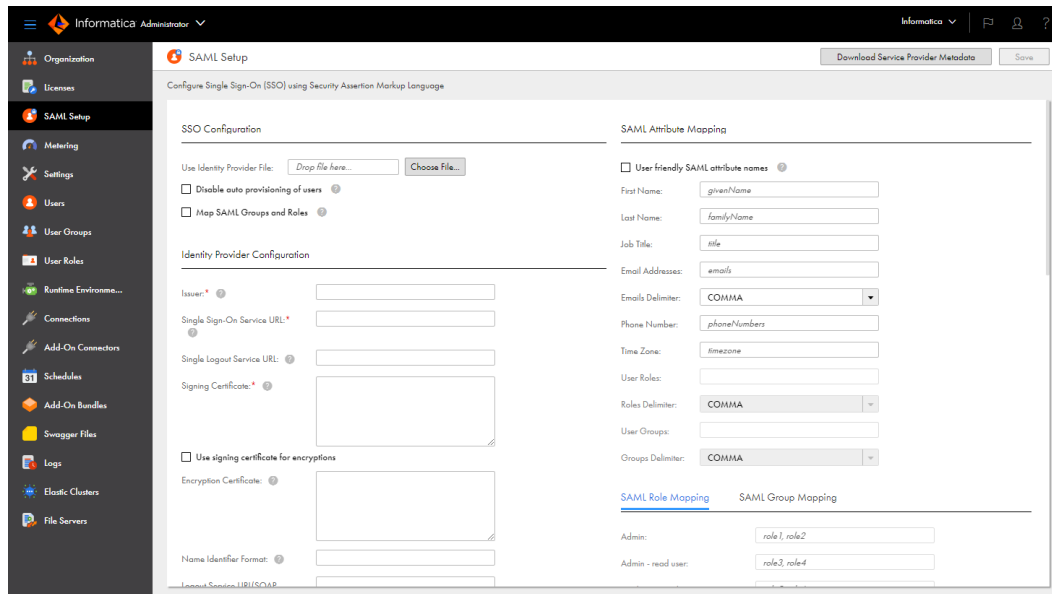 Informatica Administrator
Informatica
?
Organization
Licenses
SAML Setup
Metering
Settings
Users
User Groups
User Roles
Runtime Environme...
Connections
Add-On Connectors
31 Schedules
Add-On Bundles
Swagger Files
Logs
Elastic Clusters
File Servers
SAML Setup
Download Service Provider Metadata
Save
Configure Single Sign-On (SSO) using Security Assertion Markup Language
SSO Configuration
Use Identity Provider File: Drop file here... Choose File...
Disable auto provisioning of users ?
Map SAML Groups and Roles ?
Identity Provider Configuration
Issuer:* ?
Single Sign-On Service URL:*
?
Single Logout Service URL: ?
Signing Certificate:* ?
Use signing certificate for encryptions
Encryption Certificate: ?
Name Identifier Format: ?
Logout Service URL(SOAP
SAML Attribute Mapping
User friendly SAML attribute names ?
First Name: givenName
Last Name: familyName
Job Title: title
Email Addresses: emails
Emails Delimiter: COMMA
Phone Number: phoneNumbers
Time Zone: timezone
User Roles:
Roles Delimiter: COMMA
User Groups:
Groups Delimiter: COMMA
SAML Role Mapping SAML Group Mapping
Admin: role1, role2
Admin - read user: role3, role4